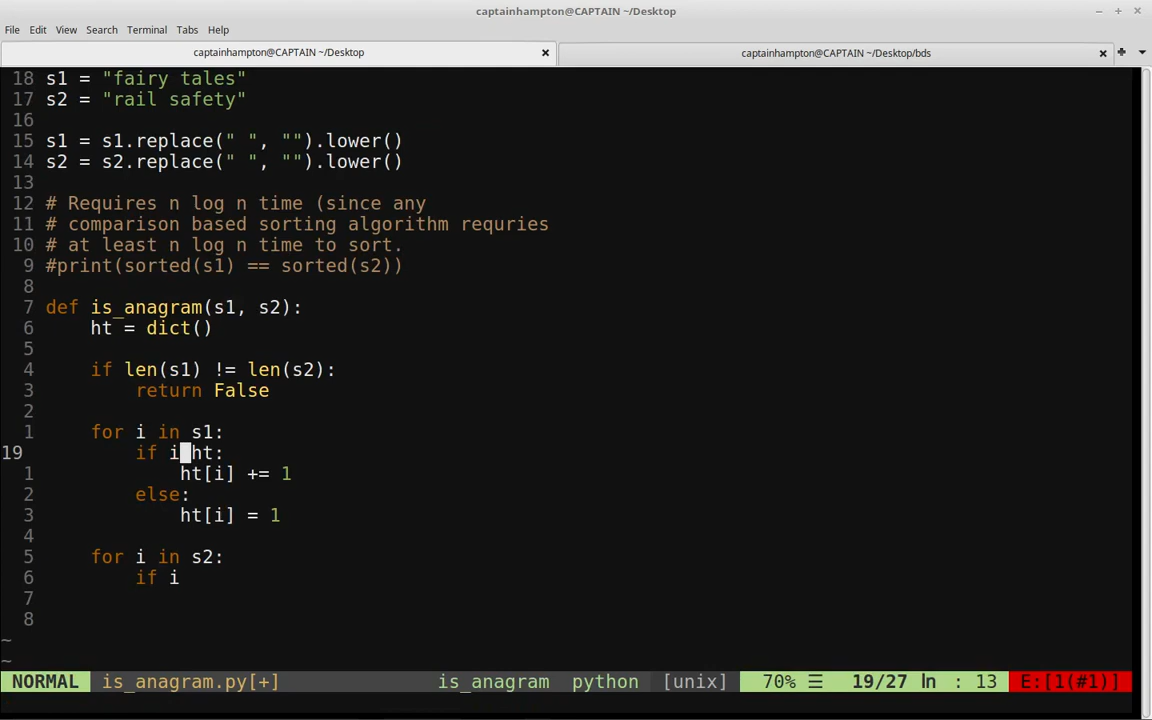 captainhampton@CAPTAIN ~/Desktop
File Edit View Search Terminal Tabs Help
captainhampton@CAPTAIN ~/Desktop captainhampton@CAPTAIN ~/Desktop/bds
18 s1 = "fairy tales"
17 s2 = "rail safety"
16
15 s1 = s1.replace(" ", "").lower()
14 s2 = s2.replace(" ", "").lower()
13
12 # Requires n log n time (since any
11 # comparison based sorting algorithm requries
10 # at least n log n time to sort.
9 #print(sorted(s1) == sorted(s2))
8
7 def is_anagram(s1, s2):
6     ht = dict()
5
4     if len(s1) != len(s2):
3         return False
2
1     for i in s1:
19         if i ht:
1             ht[i] += 1
2         else:
3             ht[i] = 1
4
5     for i in s2:
6         if i
7
8
~
~
NORMAL is_anagram.py[+] is_anagram python [unix] 70% ☰ 19/27 ln : 13 E:[1(#1)]